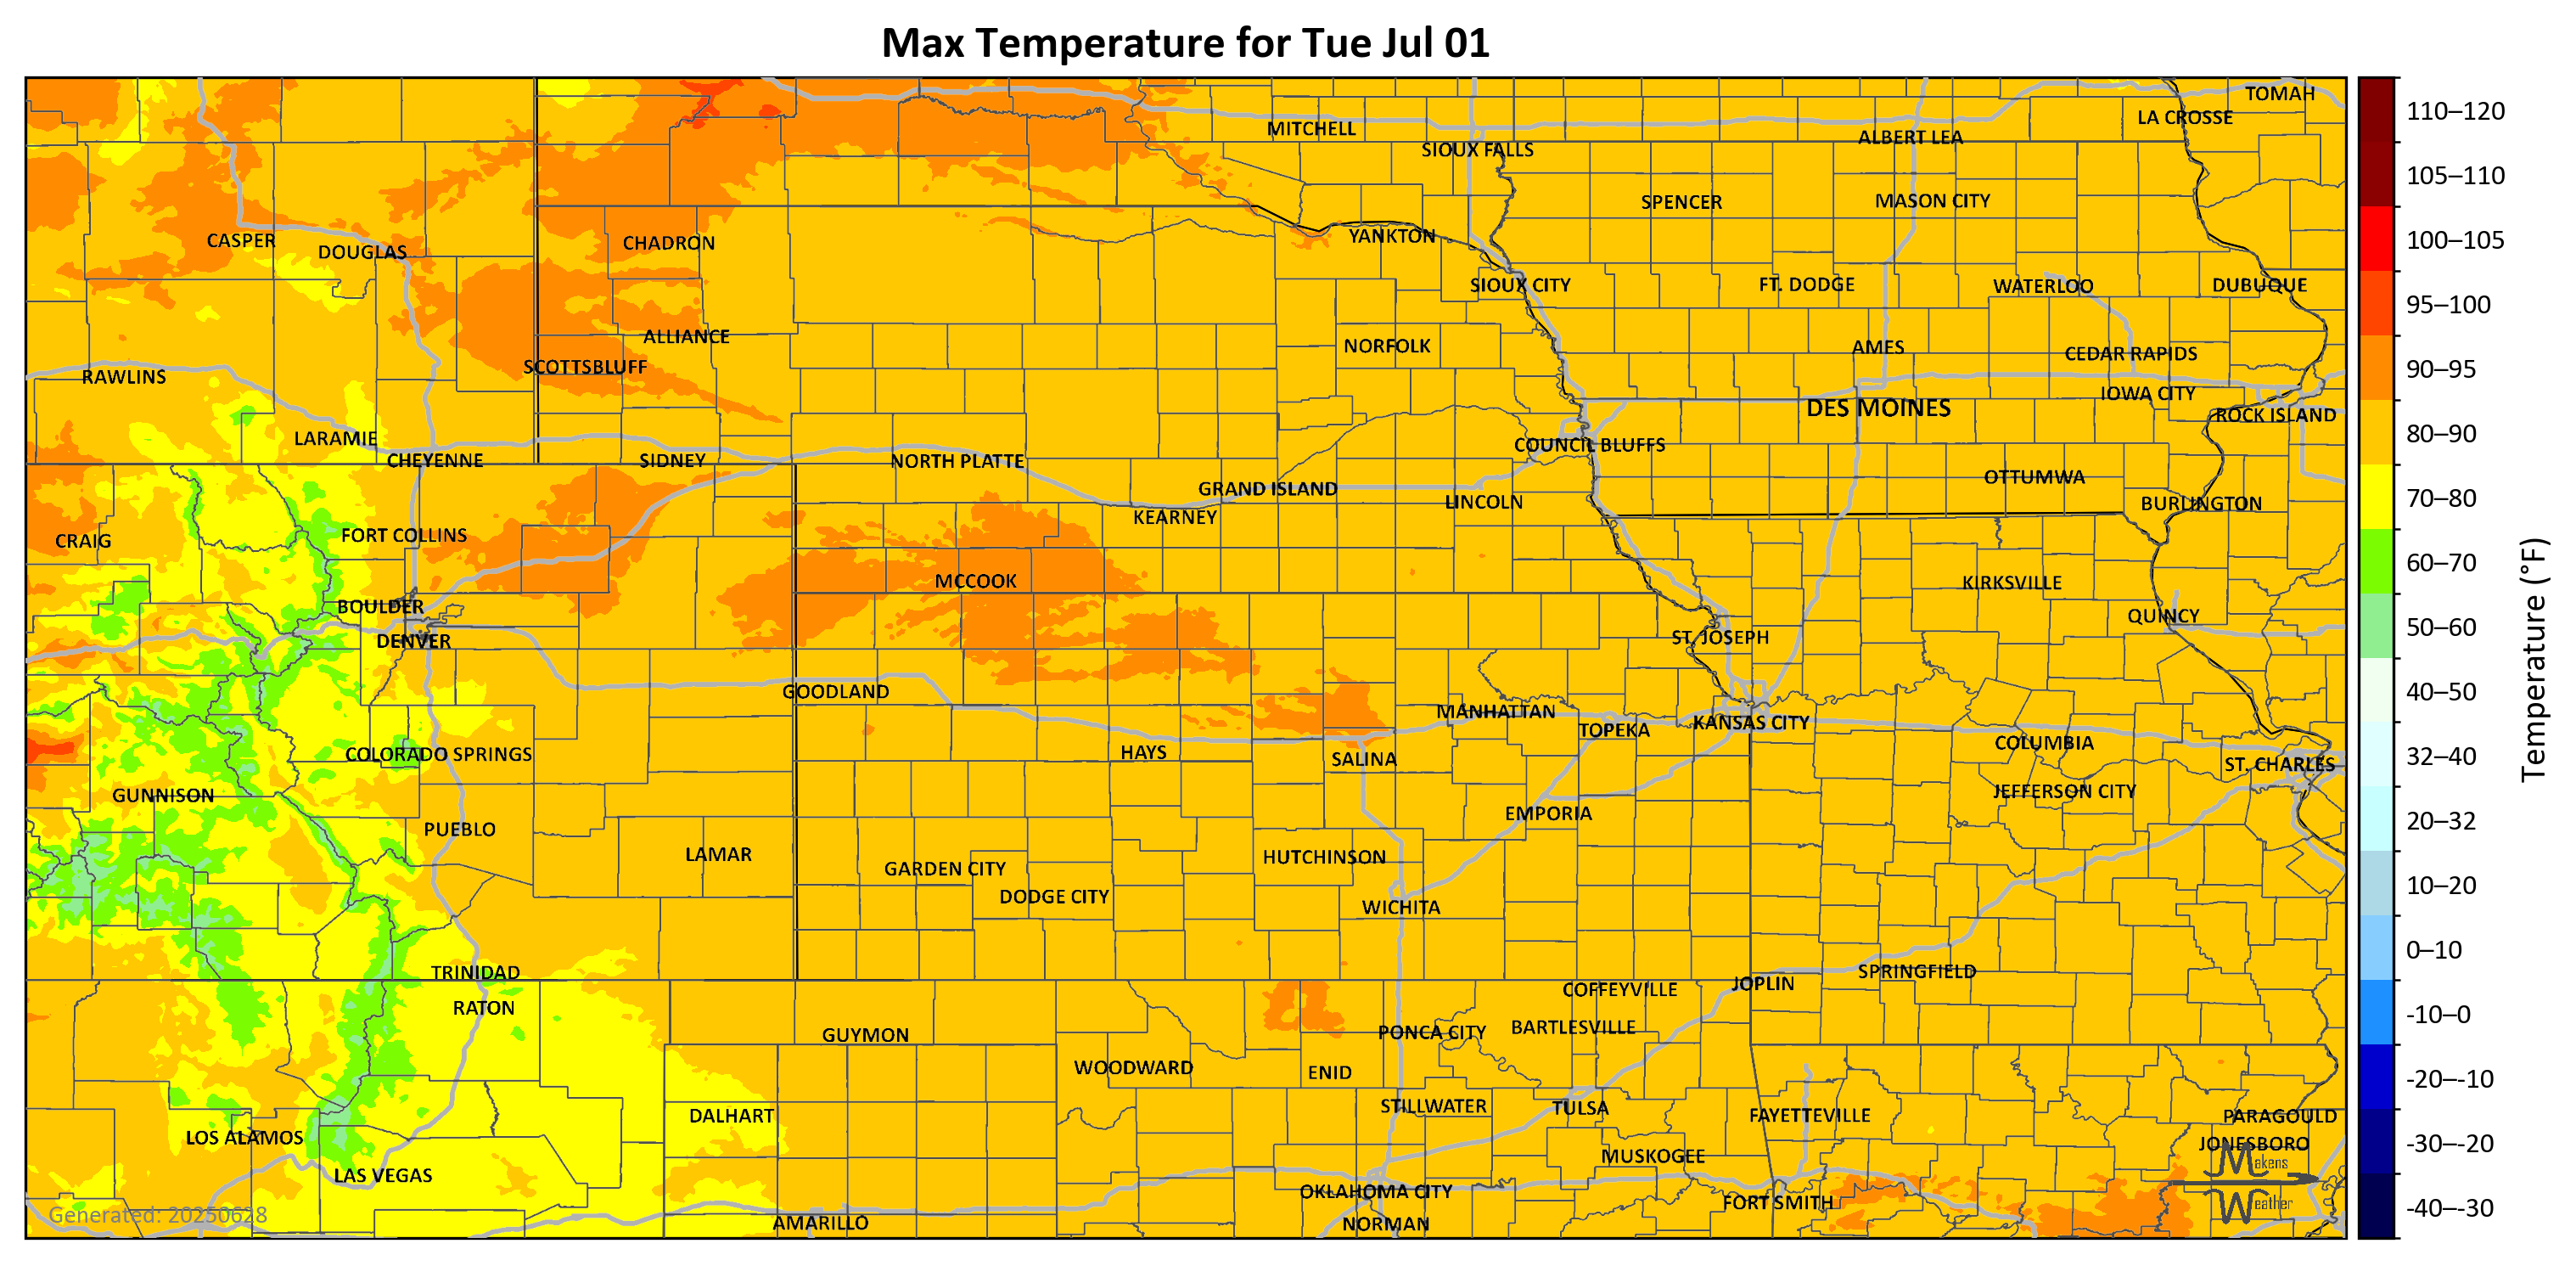 Max Temperature for Tue Jul 01
TOMAH
LA CROSSE
MITCHELL
ALBERT LEA
SIOUX FALLS
SPENCER
MASON CITY
CASPER
DOUGLAS
CHADRON
YANKTON
SIOUX CITY
FT. DODGE
WATERLOO
DUBUQUE
ALLIANCE
NORFOLK
AMES
CEDAR RAPIDS
SCOTTSBLUFF
RAWLINS
IOWA CITY
DES MOINES
ROCK ISLAND
LARAMIE
COUNCIL BLUFFS
CHEYENNE
SIDNEY
NORTH PLATTE
OTTUMWA
GRAND ISLAND
LINCOLN
BURLINGTON
KEARNEY
CRAIG
FORT COLLINS
MCCOOK
KIRKSVILLE
BOULDER
QUINCY
DENVER
ST. JOSEPH
GOODLAND
MANHATTAN
TOPEKA
KANSAS CITY
COLUMBIA
COLORADO SPRINGS
HAYS
SALINA
ST. CHARLES
GUNNISON
JEFFERSON CITY
EMPORIA
PUEBLO
LAMAR
HUTCHINSON
GARDEN CITY
DODGE CITY
WICHITA
TRINIDAD
SPRINGFIELD
JOPLIN
COFFEYVILLE
RATON
GUYMON
PONCA CITY
BARTLESVILLE
WOODWARD
ENID
STILLWATER
TULSA
DALHART
FAYETTEVILLE
PARAGOULD
LOS ALAMOS
JONESBORO
MUSKOGEE
LAS VEGAS
OKLAHOMA CITY
FORT SMITH
AMARILLO
NORMAN
Generated: 20250628
Makens
Weather
110–120
105–110
100–105
95–100
90–95
80–90
70–80
60–70
50–60
40–50
32–40
20–32
10–20
0–10
-10–0
-20–-10
-30–-20
-40–-30
Temperature (°F)